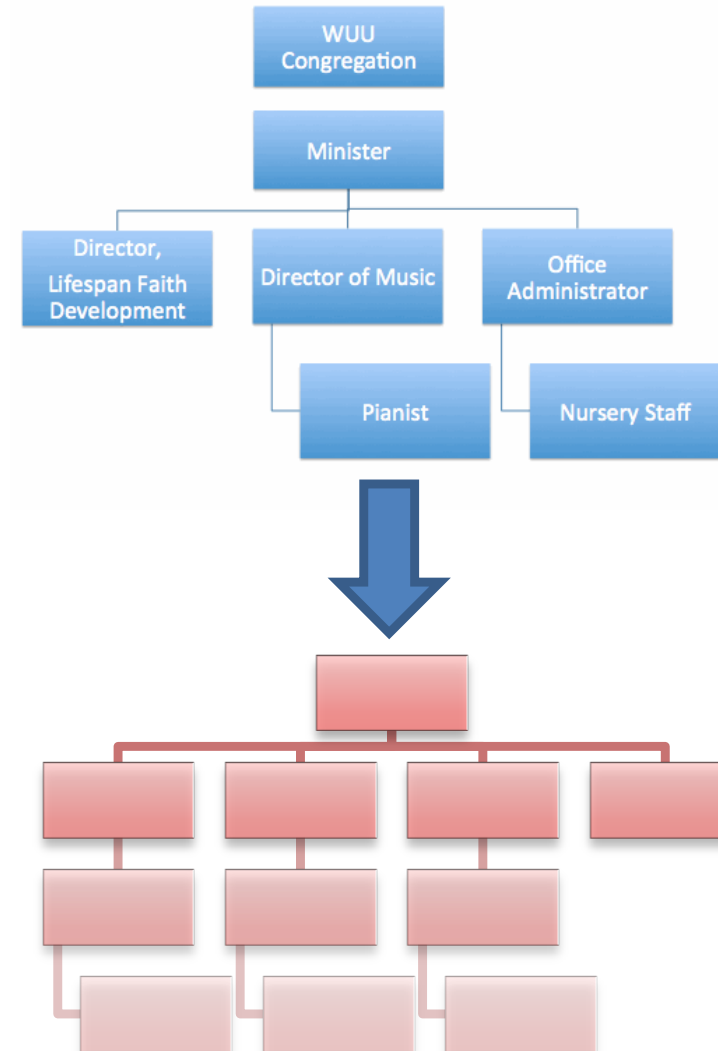 WUU
Congregation
Minister
Director,
Lifespan Faith
Development
Director of Music
Office
Administrator
Pianist
Nursery Staff